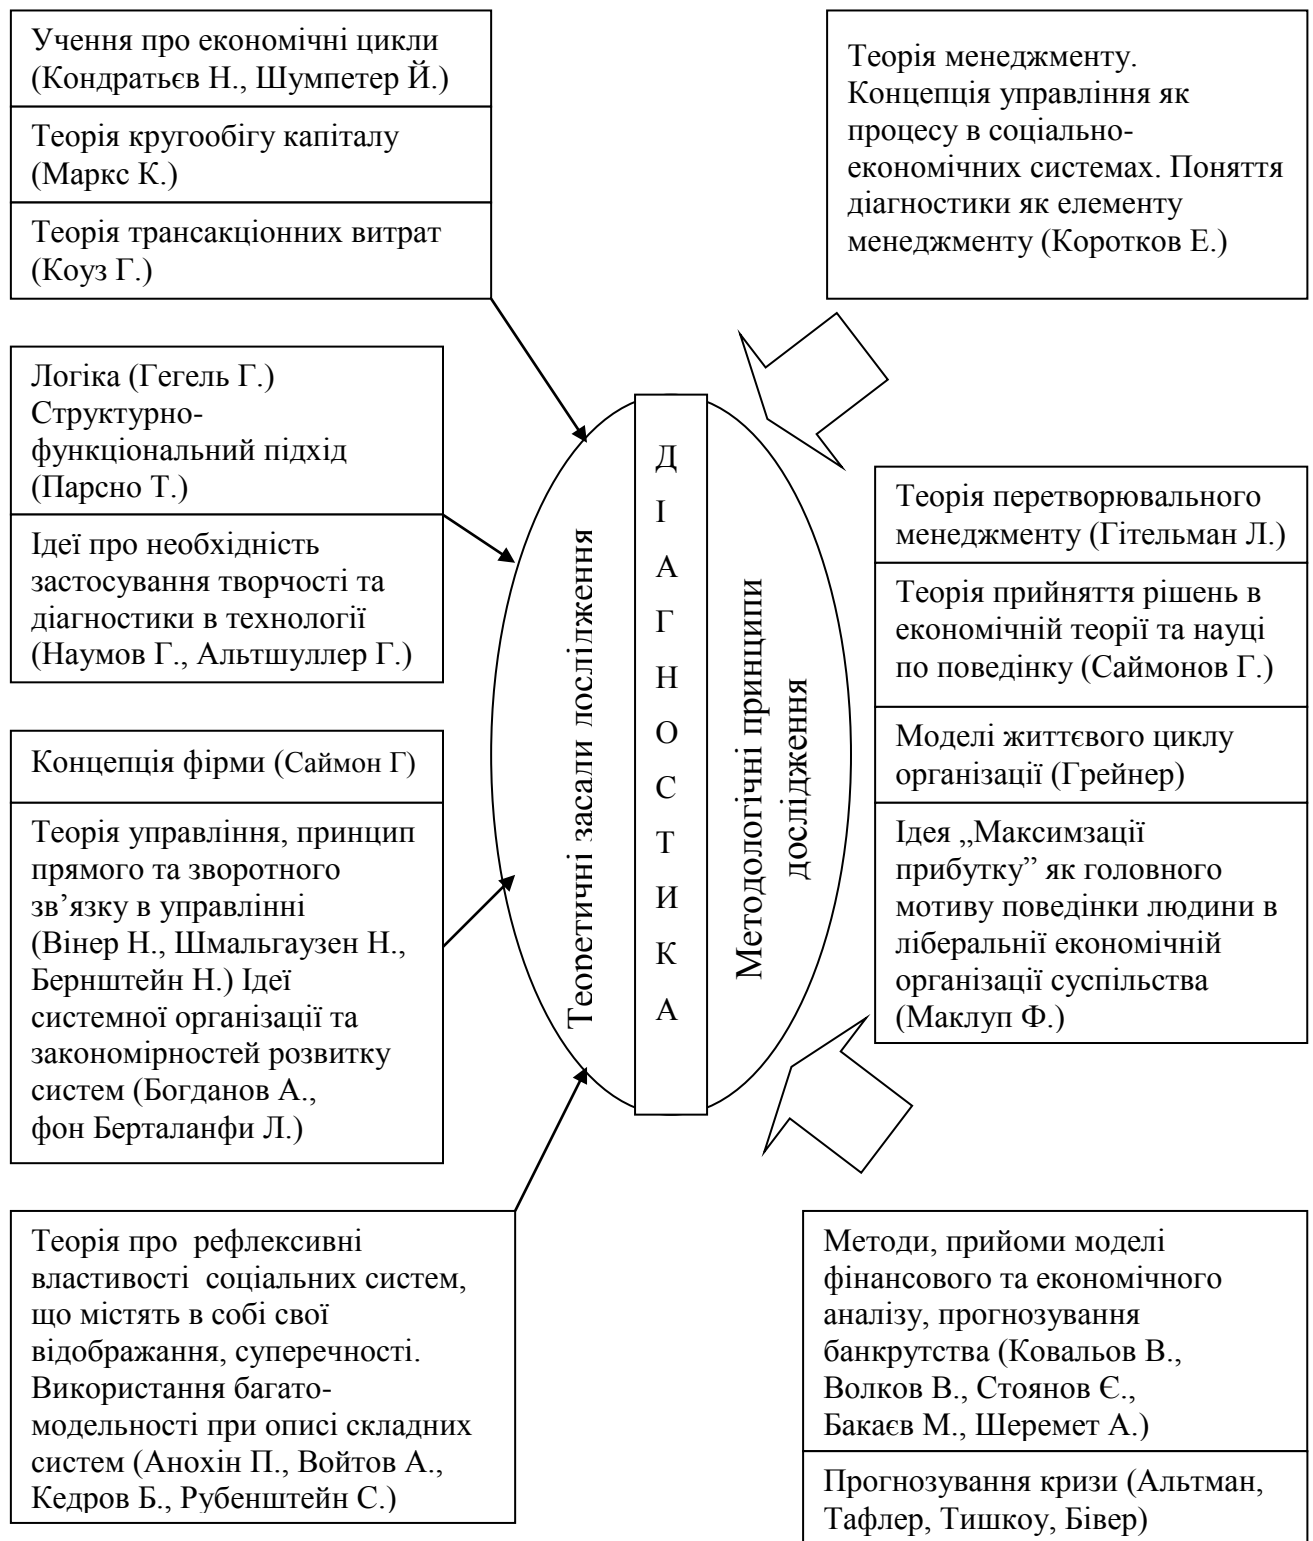 Учення про економічні цикли
(Кондратьєв Н., Шумпетер Й.)
Теорія кругообігу капіталу
(Маркс К.)
Теорія трансакціонних витрат
(Коуз Г.)
Логіка (Гегель Г.)
Структурно-
функціональний підхід
(Парсно Т.)
Ідеї про необхідність
застосування творчості та
діагностики в технології
(Наумов Г., Альтшуллер Г.)
Концепція фірми (Саймон Г)
Теорія управління, принцип
прямого та зворотного
зв’язку в управлінні
(Вінер Н., Шмальгаузен Н.,
Бернштейн Н.) Ідеї
системної організації та
закономірностей розвитку
систем (Богданов А.,
фон Берталанфи Л.)
Теорія про рефлексивні
властивості соціальних систем,
що містять в собі свої
відображання, суперечності.
Використання багато-
модельності при описі складних
систем (Анохін П., Войтов А.,
Кедров Б., Рубенштейн С.)
Теоретичні засали лослілження
Д
І
А
Г
Н
О
С
Т
И
К
А
Методологічні принципи
дослідження
Теорія менеджменту.
Концепція управління як
процесу в соціально-
економічних системах. Поняття
діагностики як елементу
менеджменту (Коротков Е.)
Теорія перетворювального
менеджменту (Гітельман Л.)
Теорія прийняття рішень в
економічній теорії та науці
по поведінку (Саймонов Г.)
Моделі життєвого циклу
організації (Грейнер)
Ідея „Максимзації
прибутку” як головного
мотиву поведінки людини в
ліберальнії економічній
організації суспільства
(Маклуп Ф.)
Методи, прийоми моделі
фінансового та економічного
аналізу, прогнозування
банкрутства (Ковальов В.,
Волков В., Стоянов Є.,
Бакаєв М., Шеремет А.)
Прогнозування кризи (Альтман,
Тафлер, Тишкоу, Бівер)